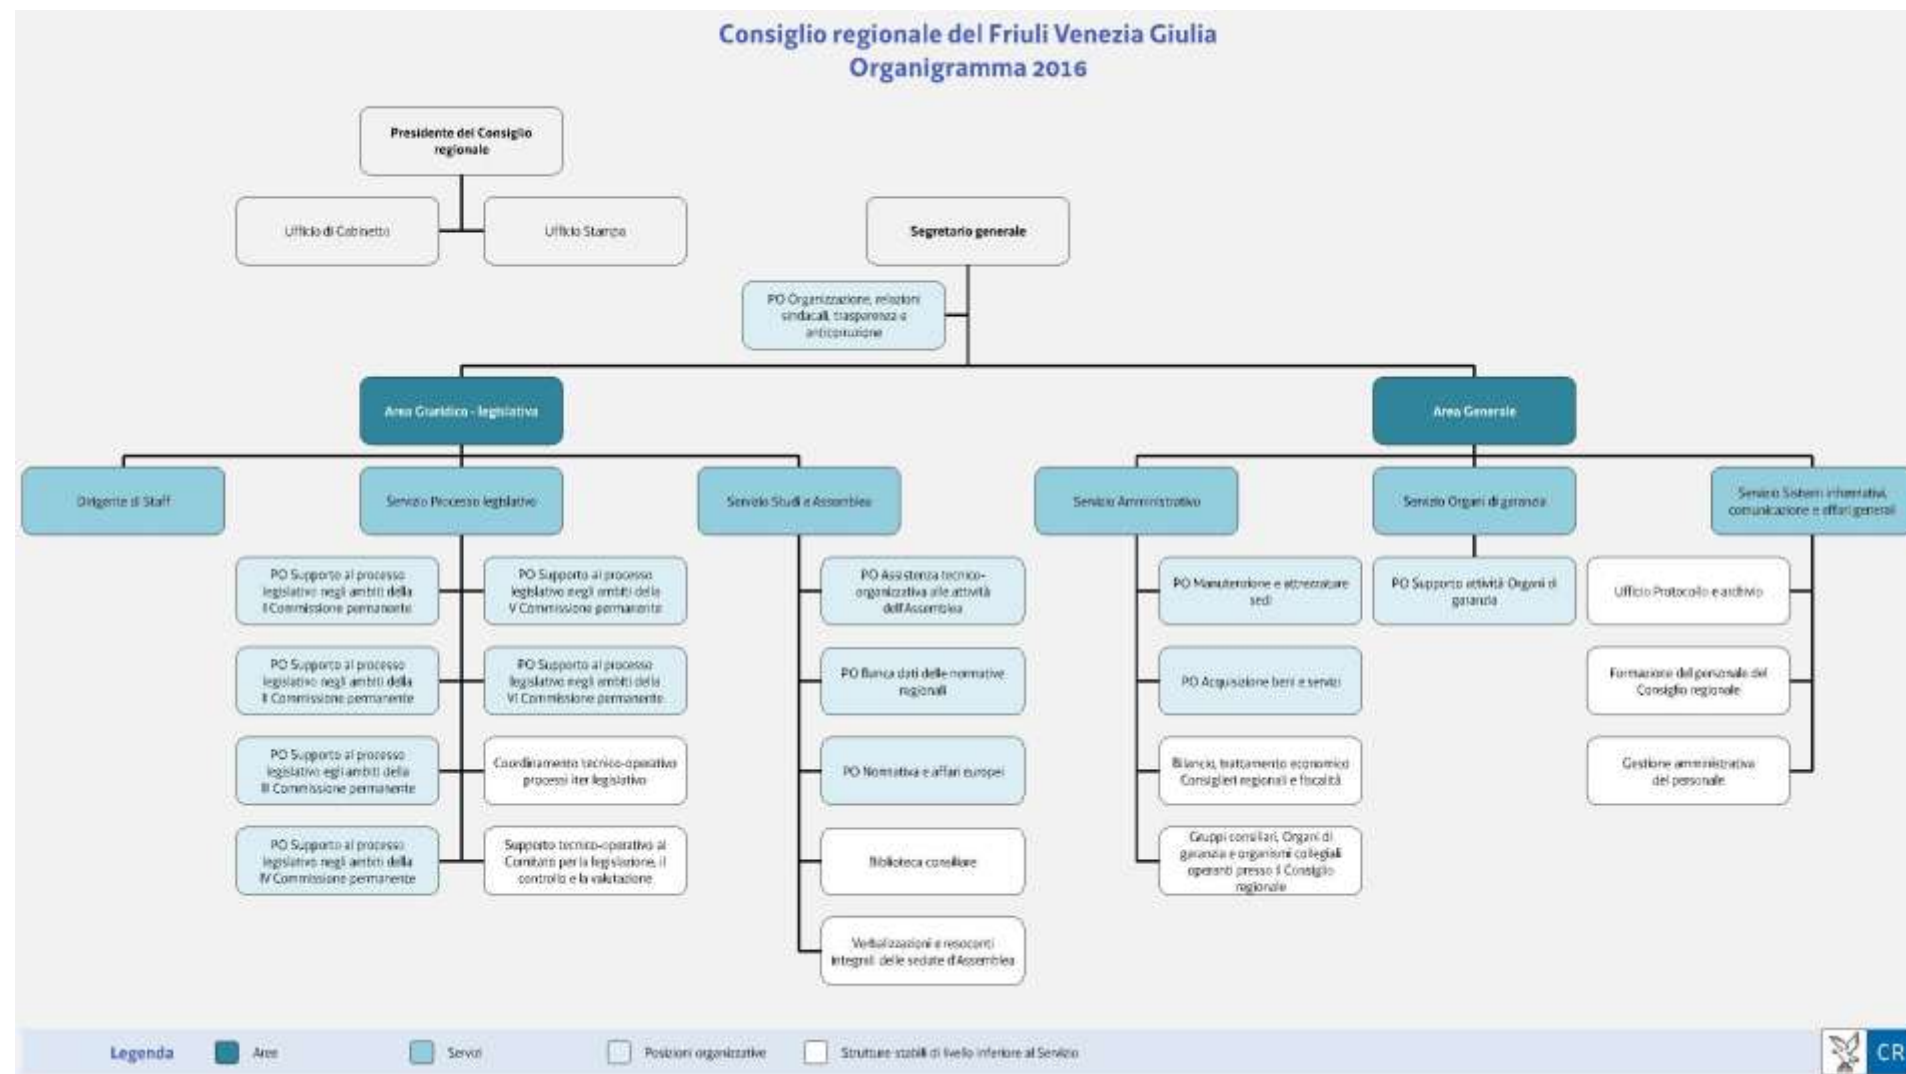 Consiglio regionale del Friuli Venezia Giulia
Organigramma 2016
Presidente del Consiglio
regionale
Ufficio di Gabinetto
Ufficio Stampa
Segretario generale
PO Organizzazione, relazioni
sindacali, trasparenza e
anticorruzione
Area Giuridico - legislativa
Area Generale
Dirigente di Staff
Servizio Processo legislativo
Servizio Studi e Assemblea
Servizio Amministrativo
Servizio Organi di garanzia
Servizio Sistemi informativi,
comunicazione e affari generali
PO Supporto al processo
legislativo negli ambiti della
I Commissione permanente
PO Supporto al processo
legislativo negli ambiti della
V Commissione permanente
PO Supporto al processo
legislativo negli ambiti della
II Commissione permanente
PO Supporto al processo
legislativo negli ambiti della
VI Commissione permanente
PO Supporto al processo
legislativo egli ambiti della
III Commissione permanente
Coordinamento tecnico-operativo
processi iter legislativo
PO Supporto al processo
legislativo negli ambiti della
IV Commissione permanente
Supporto tecnico-operativo al
Comitato per la legislazione, il
controllo e la valutazione
PO Assistenza tecnico-
organizzativa alle attività
dell'Assemblea
PO Banca dati delle normative
regionali
PO Normativa e affari europei
Biblioteca consiliare
Verbalizzazioni e resoconti
integrali delle sedute d'Assemblea
PO Manutenzione e attrezzature
sedi
PO Acquisizione beni e servizi
Bilancio, trattamento economico
Consiglieri regionali e fiscalità
Gruppi consiliari, Organi di
garanzia e organismi collegiali
operanti presso il Consiglio
regionale
PO Supporto attività Organi di
garanzia
Ufficio Protocollo e archivio
Formazione del personale del
Consiglio regionale
Gestione amministrativa
del personale
Legenda
Aree
Servizi
Posizioni organizzative
Strutture stabili di livello inferiore al Servizio
CR